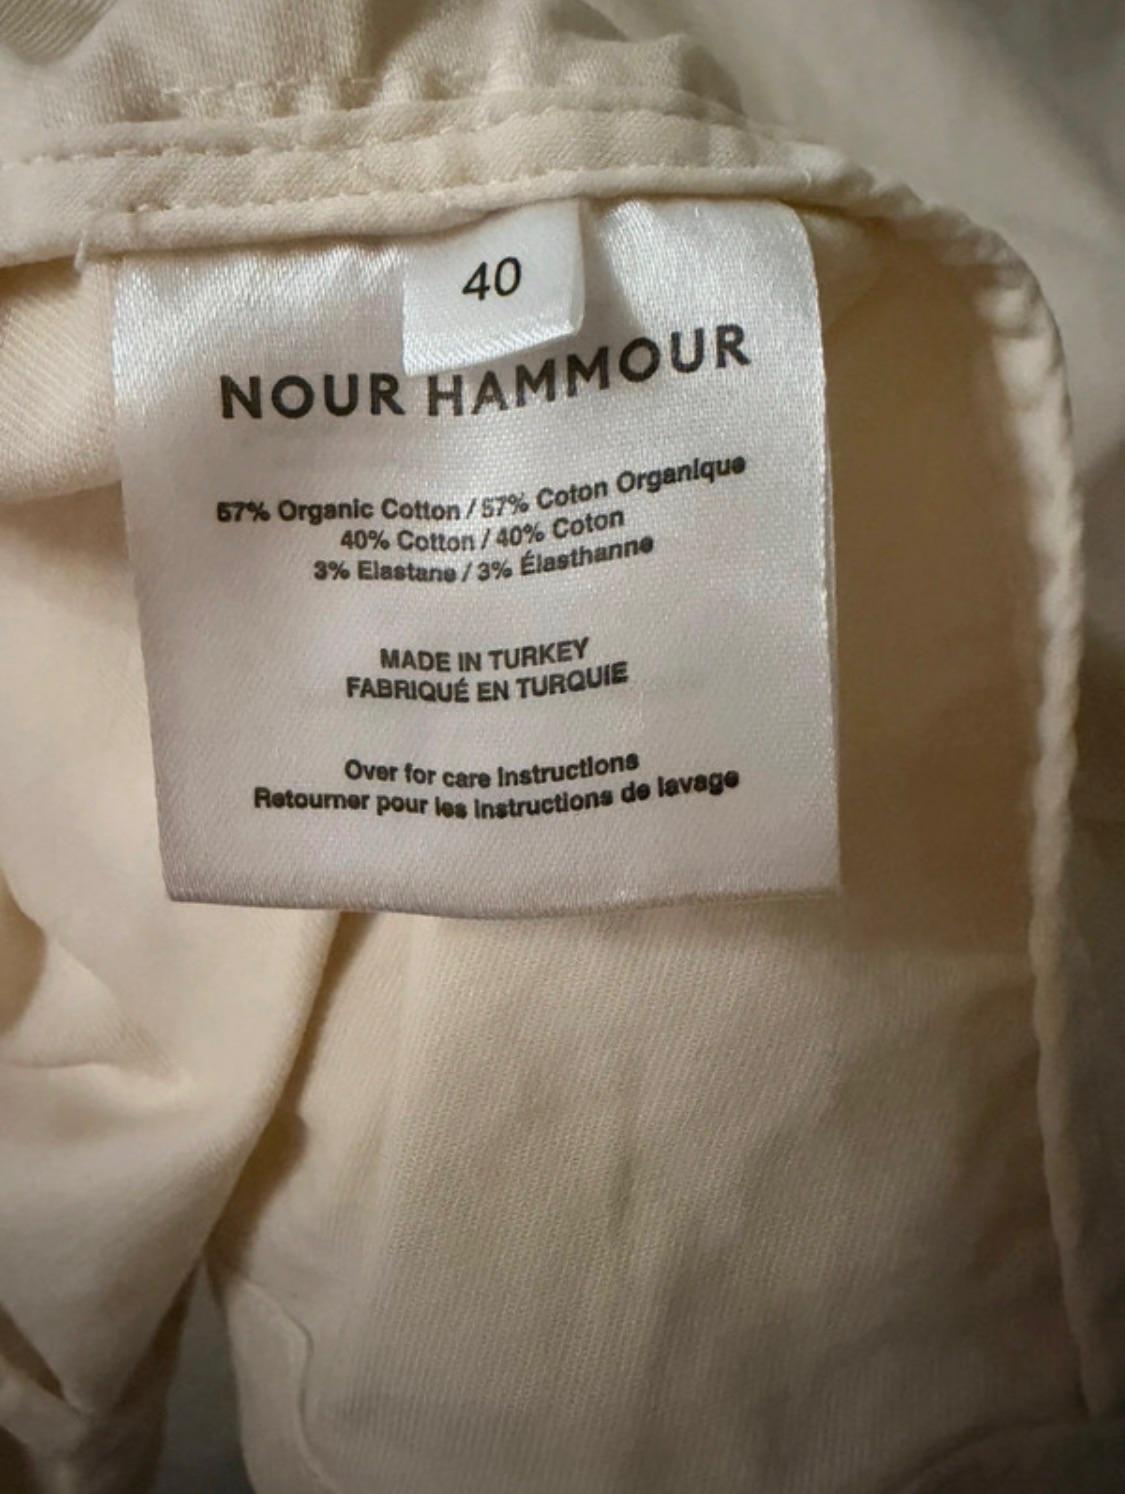 40
NOUR HAMMOUR
57% Organic Cotton / 57% Coton Organique
40% Cotton / 40% Coton
3% Elastane / 3% Élasthanne
MADE IN TURKEY
FABRIQUÉ EN TURQUIE
Over for care instructions
Retourner pour les instructions de lavage